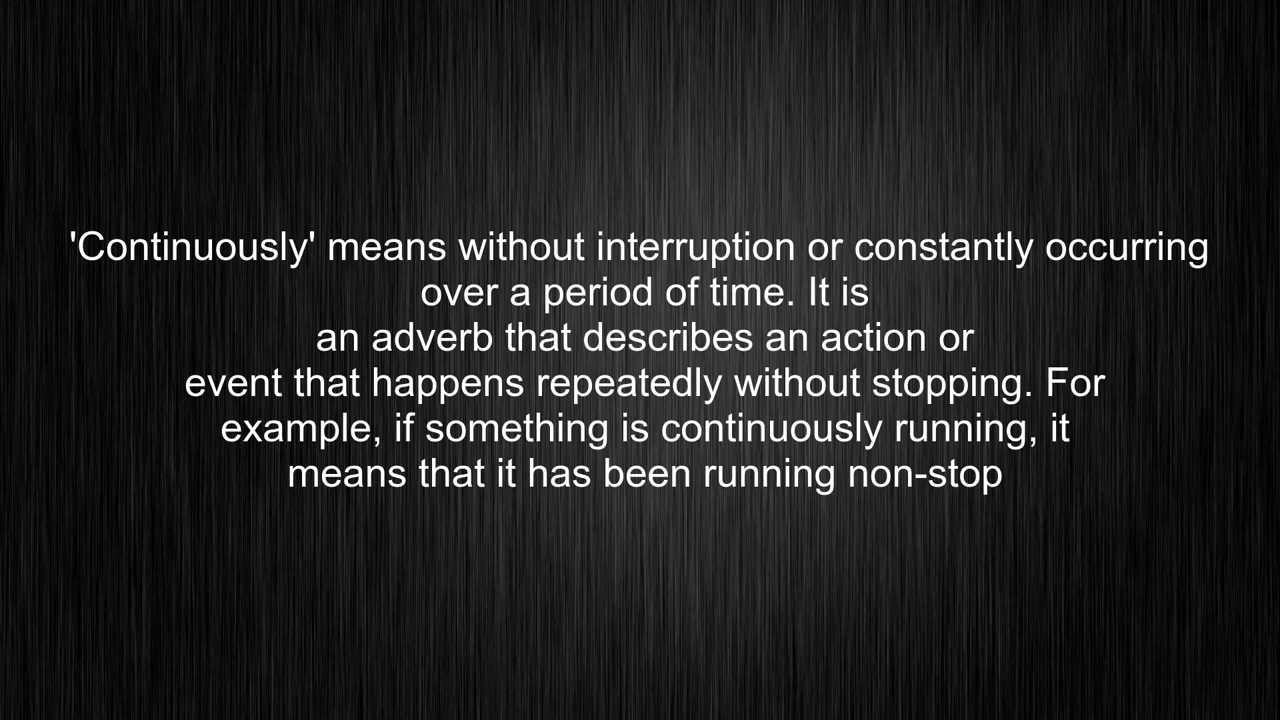 'Continuously' means without interruption or constantly occurring
over a period of time. It is
an adverb that describes an action or
event that happens repeatedly without stopping. For
example, if something is continuously running, it
means that it has been running non-stop